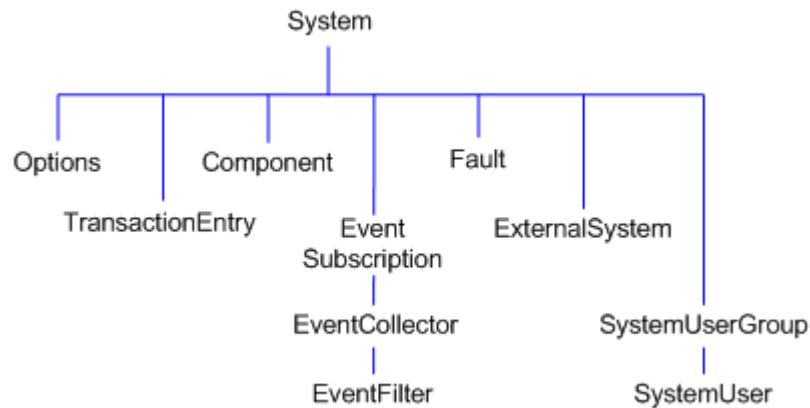 System
Options
Component
Fault
TransactionEntry
Event
Subscription
ExternalSystem
EventCollector
SystemUserGroup
EventFilter
SystemUser